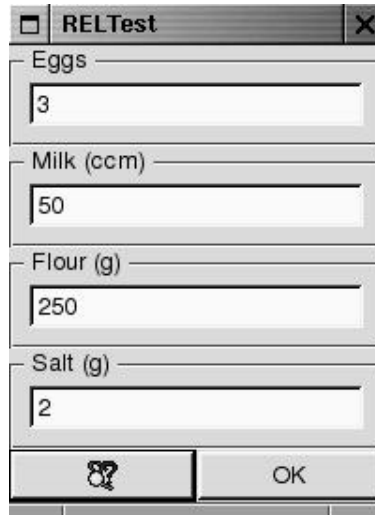 RELTest
Eggs
3
Milk (ccm)
50
Flour (g)
250
Salt (g)
2
OK